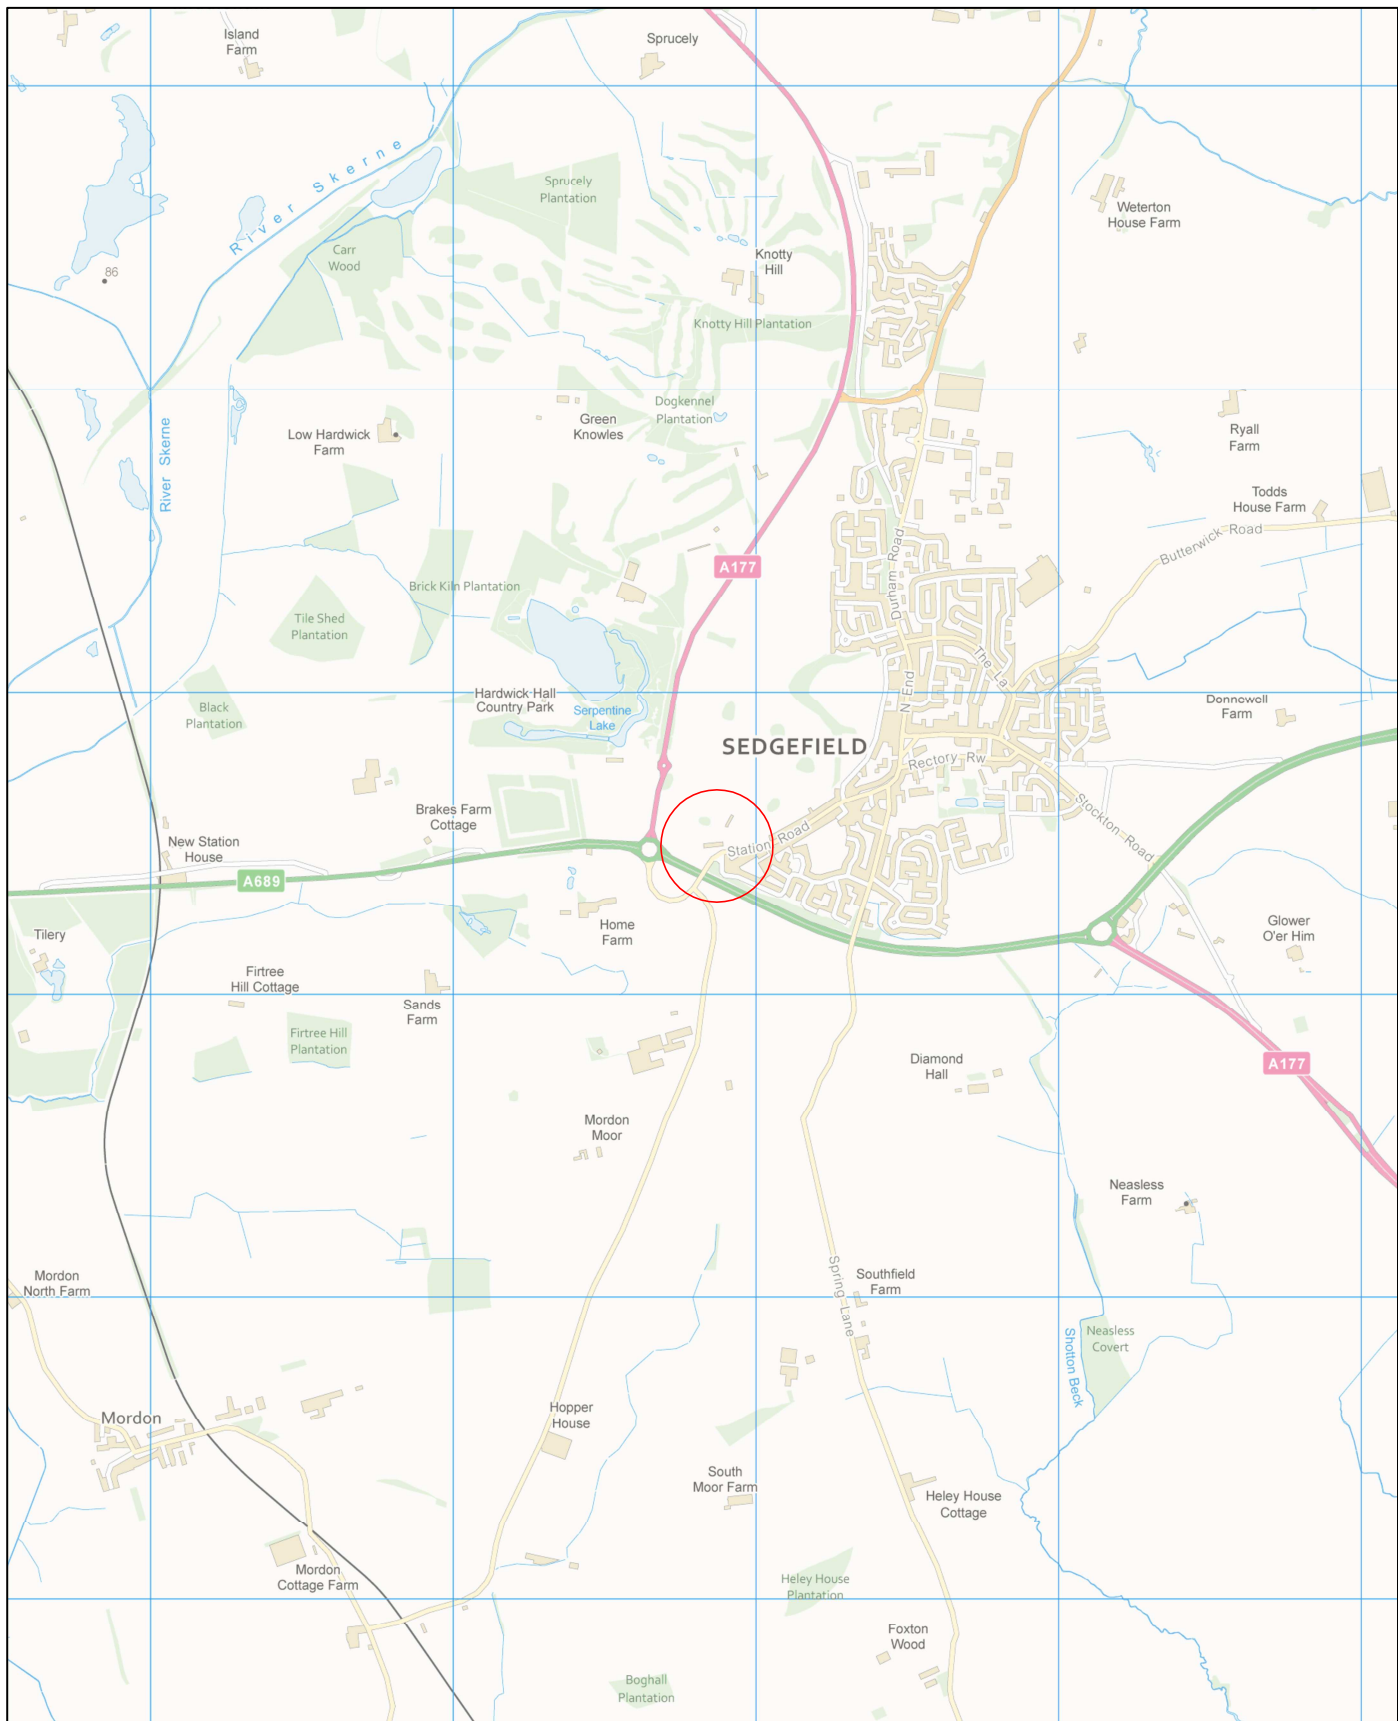 Island
Farm
Sprucely
River Skerne
Sprucely
Plantation
Weterton
House Farm
Carr
Wood
Knotty
Hill
86
Knotty Hill Plantation
Dogkennel
Plantation
Green
Knowles
Low Hardwick
Farm
Ryall
Farm
River Skerne
Todds
House Farm
Butterwick Road
A177
Durham Road
Brick Kiln Plantation
Tile Shed
Plantation
The La
N End
Hardwick Hall
Country Park
Serpentine
Lake
Black
Plantation
Donnewell
Farm
SEDGEFIELD
Rectory Rw
Stockton Road
Brakes Farm
Cottage
Station Road
New Station
House
A689
Home
Farm
Tilery
Glower
O'er Him
Firtree
Hill Cottage
Sands
Farm
Firtree Hill
Plantation
Diamond
Hall
A177
Mordon
Moor
Neasless
Farm
Mordon
North Farm
Spring Lane
Southfield
Farm
Shotton Beck
Neasless
Covert
Mordon
Hopper
House
South
Moor Farm
Heley House
Cottage
Mordon
Cottage Farm
Heley House
Plantation
Foxton
Wood
Boghall
Plantation